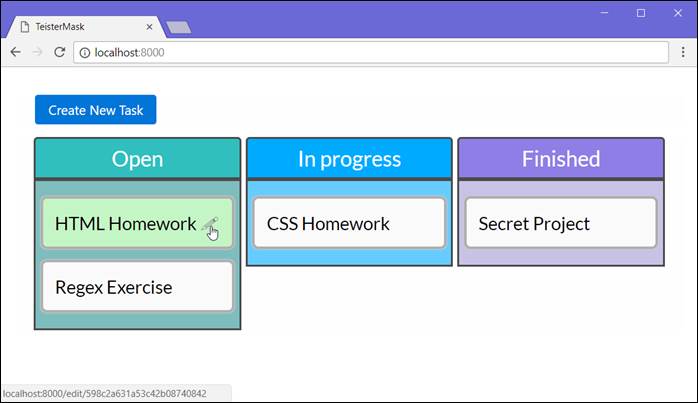 TeisterMask
localhost:8000
Create New Task
Open
In progress
Finished
HTML Homework
CSS Homework
Secret Project
Regex Exercise
localhost:8000/edit/598c2a631a53c42b08740842